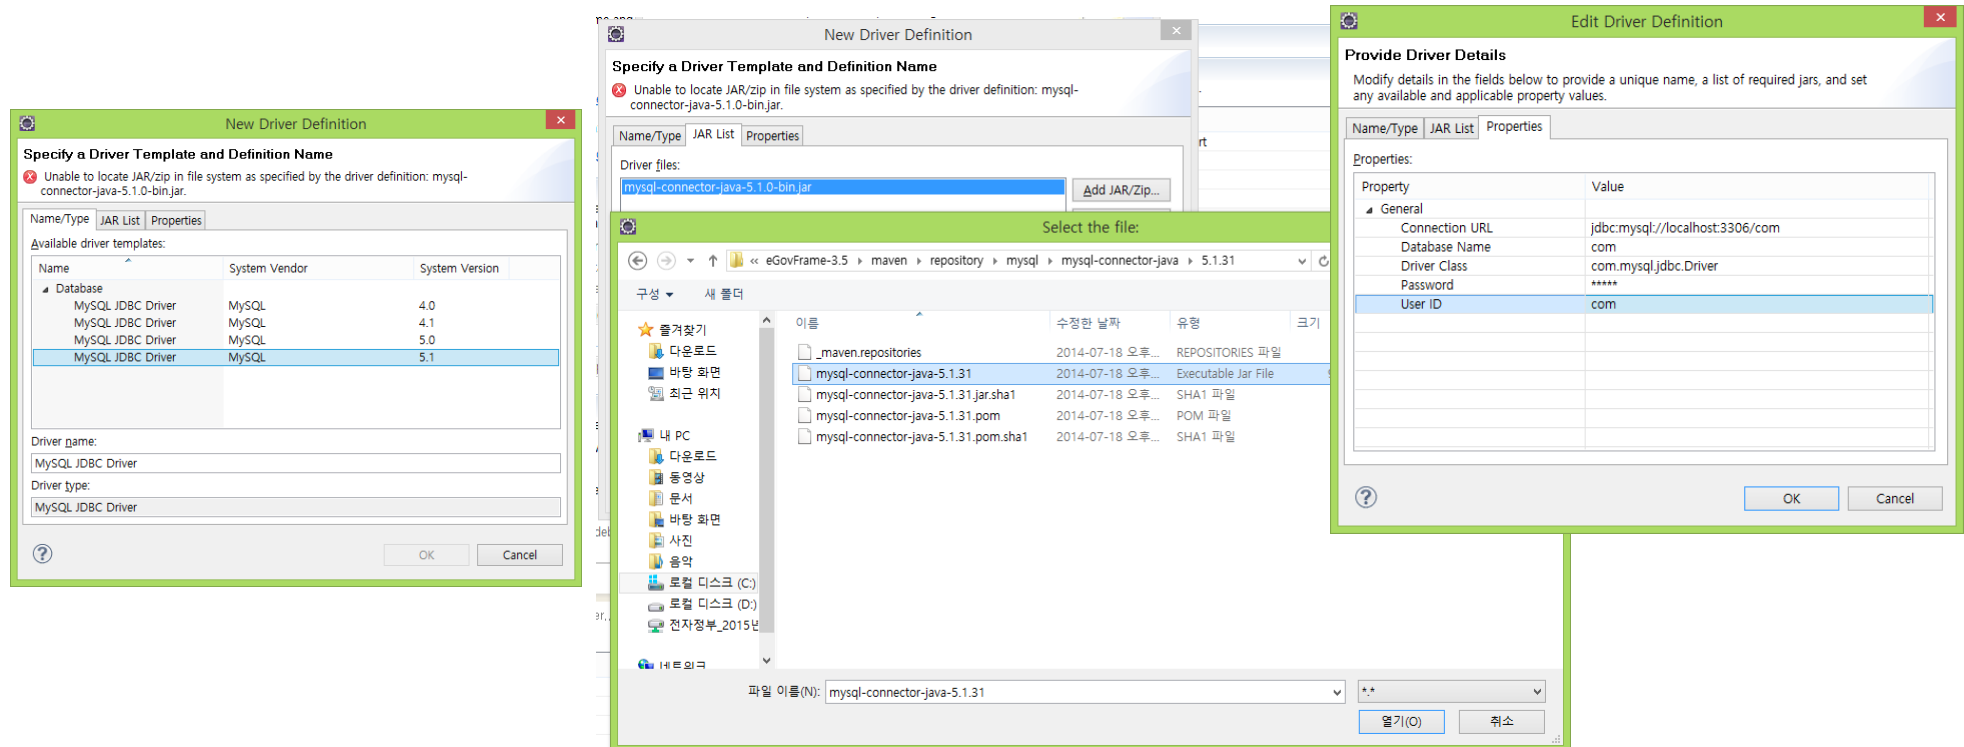 New Driver Definition
Specify a Driver Template and Definition Name
Unable to locate JAR/zip in file system as specified by the driver definition: mysql-
connector-java-5.1.0-bin.jar.
Name/Type JAR List Properties
Available driver templates:
Name System Vendor System Version
Database
MySQL JDBC Driver MySQL 4.0
MySQL JDBC Driver MySQL 4.1
MySQL JDBC Driver MySQL 5.0
MySQL JDBC Driver MySQL 5.1
Driver name:
MySQL JDBC Driver
Driver type:
MySQL JDBC Driver
OK Cancel
New Driver Definition
Specify a Driver Template and Definition Name
Unable to locate JAR/zip in file system as specified by the driver definition: mysql-
connector-java-5.1.0-bin.jar.
Name/Type JAR List Properties
Driver files:
mysql-connector-java-5.1.0-bin.jar
Add JAR/Zip...
Select the file:
« eGovFrame-3.5 maven repository mysql mysql-connector-java 5.1.31
구성 새 폴더
즐겨찾기
다운로드
바탕 화면
최근 위치
내 PC
다운로드
동영상
문서
바탕 화면
사진
음악
로컬 디스크 (C:)
로컬 디스크 (D:)
전자정부_2015년
네트워크
이름 수정한 날짜 유형 크기
_maven.repositories 2014-07-18 오후... REPOSITORIES 파일
mysql-connector-java-5.1.31 2014-07-18 오후... Executable Jar File
mysql-connector-java-5.1.31.jar.sha1 2014-07-18 오후... SHA1 파일
mysql-connector-java-5.1.31.pom 2014-07-18 오후... POM 파일
mysql-connector-java-5.1.31.pom.sha1 2014-07-18 오후... SHA1 파일
파일 이름(N): mysql-connector-java-5.1.31 *.*
열기(O) 취소
Edit Driver Definition
Provide Driver Details
Modify details in the fields below to provide a unique name, a list of required jars, and set
any available and applicable property values.
Name/Type JAR List Properties
Properties:
Property Value
General
Connection URL jdbc:mysql://localhost:3306/com
Database Name com
Driver Class com.mysql.jdbc.Driver
Password *****
User ID com
OK Cancel